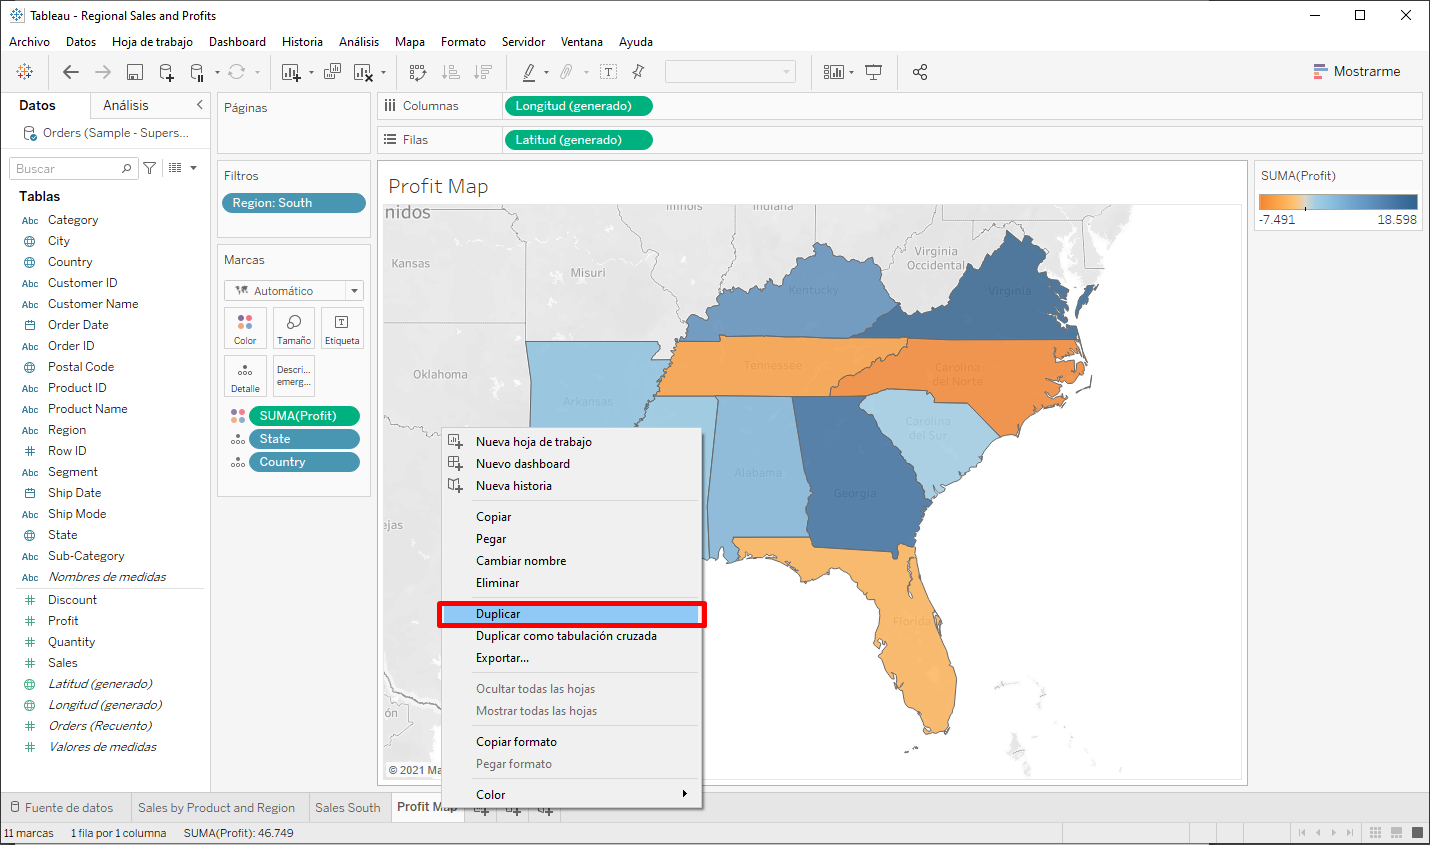 Tableau - Regional Sales and Profits
Archivo Datos Hoja de trabajo Dashboard Historia Análisis Mapa Formato Servidor Ventana Ayuda
Mostrarme
Datos Análisis
Orders (Sample - Supers...
Buscar
Tablas
Abc Category
City
Country
Abc Customer ID
Abc Customer Name
Order Date
Abc Order ID
Postal Code
Abc Product ID
Abc Product Name
Abc Region
Row ID
Abc Segment
Ship Date
Abc Ship Mode
State
Abc Sub-Category
Abc Nombres de medidas
Discount
Profit
Quantity
Sales
Latitud (generado)
Longitud (generado)
Orders (Recuento)
Valores de medidas
Páginas
Filtros
Region: South
Marcas
Automático
Color Tamaño Etiqueta
Detalle Descri...
emerg...
SUMA(Profit)
State
Country
Columnas Longitud (generado)
Filas Latitud (generado)
Profit Map
nidos
Illinois
Indiana
Kansas
Misuri
Virginia
Occidental
Kentucky
Virginia
Oklahoma
Tennessee
Carolina
del Norte
Arkansas
Carolina
del Sur
Alabama
Georgia
Florida
ejas
ón
© 2021 Ma
Nueva hoja de trabajo
Nuevo dashboard
Nueva historia
Copiar
Pegar
Cambiar nombre
Eliminar
Duplicar
Duplicar como tabulación cruzada
Exportar...
Ocultar todas las hojas
Mostrar todas las hojas
Copiar formato
Pegar formato
Color
SUMA(Profit)
-7.491 18.598
Fuente de datos Sales by Product and Region Sales South Profit Map
11 marcas 1 fila por 1 columna SUMA(Profit): 46.749